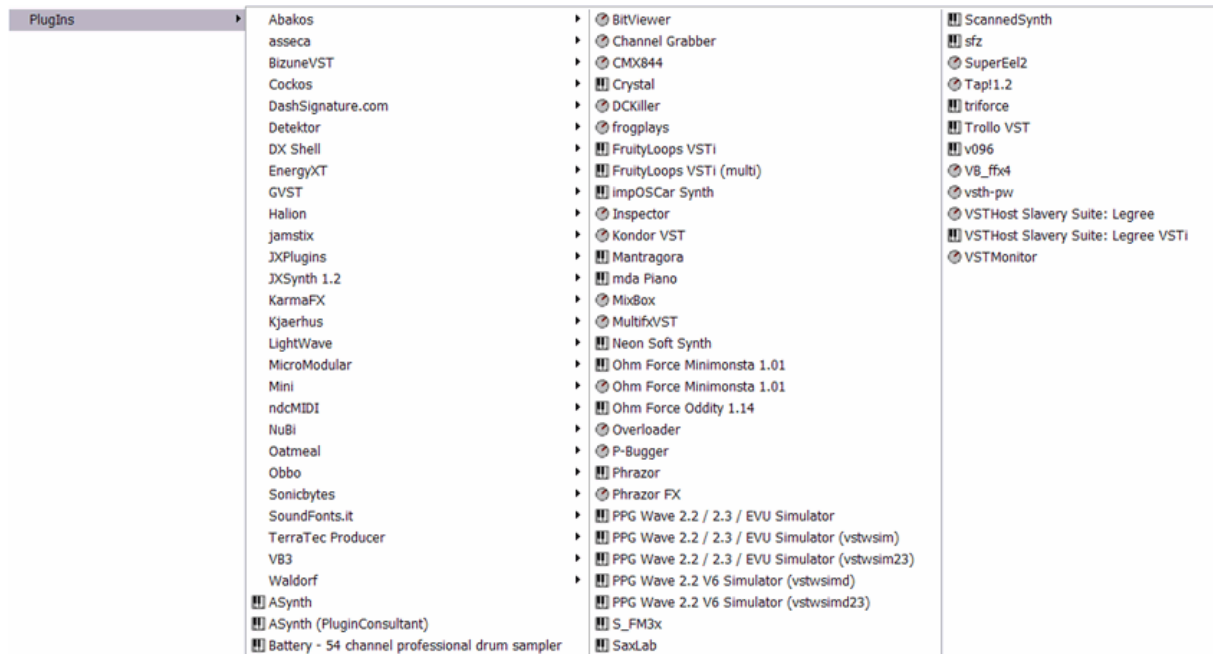 PlugIns
Abakos
asseca
BizuneVST
Cockos
DashSignature.com
Detektor
DX Shell
EnergyXT
GVST
Halion
jamstix
JXPlugins
JXSynth 1.2
KarmaFX
Kjaerhus
LightWave
MicroModular
Mini
ndcMIDI
NuBi
Oatmeal
Obbo
Sonicbytes
SoundFonts.it
TerraTec Producer
VB3
Waldorf
ASynth
ASynth (PluginConsultant)
Battery - 54 channel professional drum sampler
BitViewer
Channel Grabber
CMX844
Crystal
DCKiller
frogplays
FruityLoops VSTi
FruityLoops VSTi (multi)
impOSCar Synth
Inspector
Kondor VST
Mantragora
mda Piano
MixBox
MultifxVST
Neon Soft Synth
Ohm Force Minimonsta 1.01
Ohm Force Minimonsta 1.01
Ohm Force Oddity 1.14
Overloader
P-Bugger
Phrazor
Phrazor FX
PPG Wave 2.2 / 2.3 / EVU Simulator
PPG Wave 2.2 / 2.3 / EVU Simulator (vstwsim)
PPG Wave 2.2 / 2.3 / EVU Simulator (vstwsim23)
PPG Wave 2.2 V6 Simulator (vstwsimd)
PPG Wave 2.2 V6 Simulator (vstwsimd23)
S_FM3x
SaxLab
ScannedSynth
sfz
SuperEel2
Tap!1.2
triforce
Trollo VST
v096
VB_ffx4
vsth-pw
VSTHost Slavery Suite: Legree
VSTHost Slavery Suite: Legree VSTi
VSTMonitor